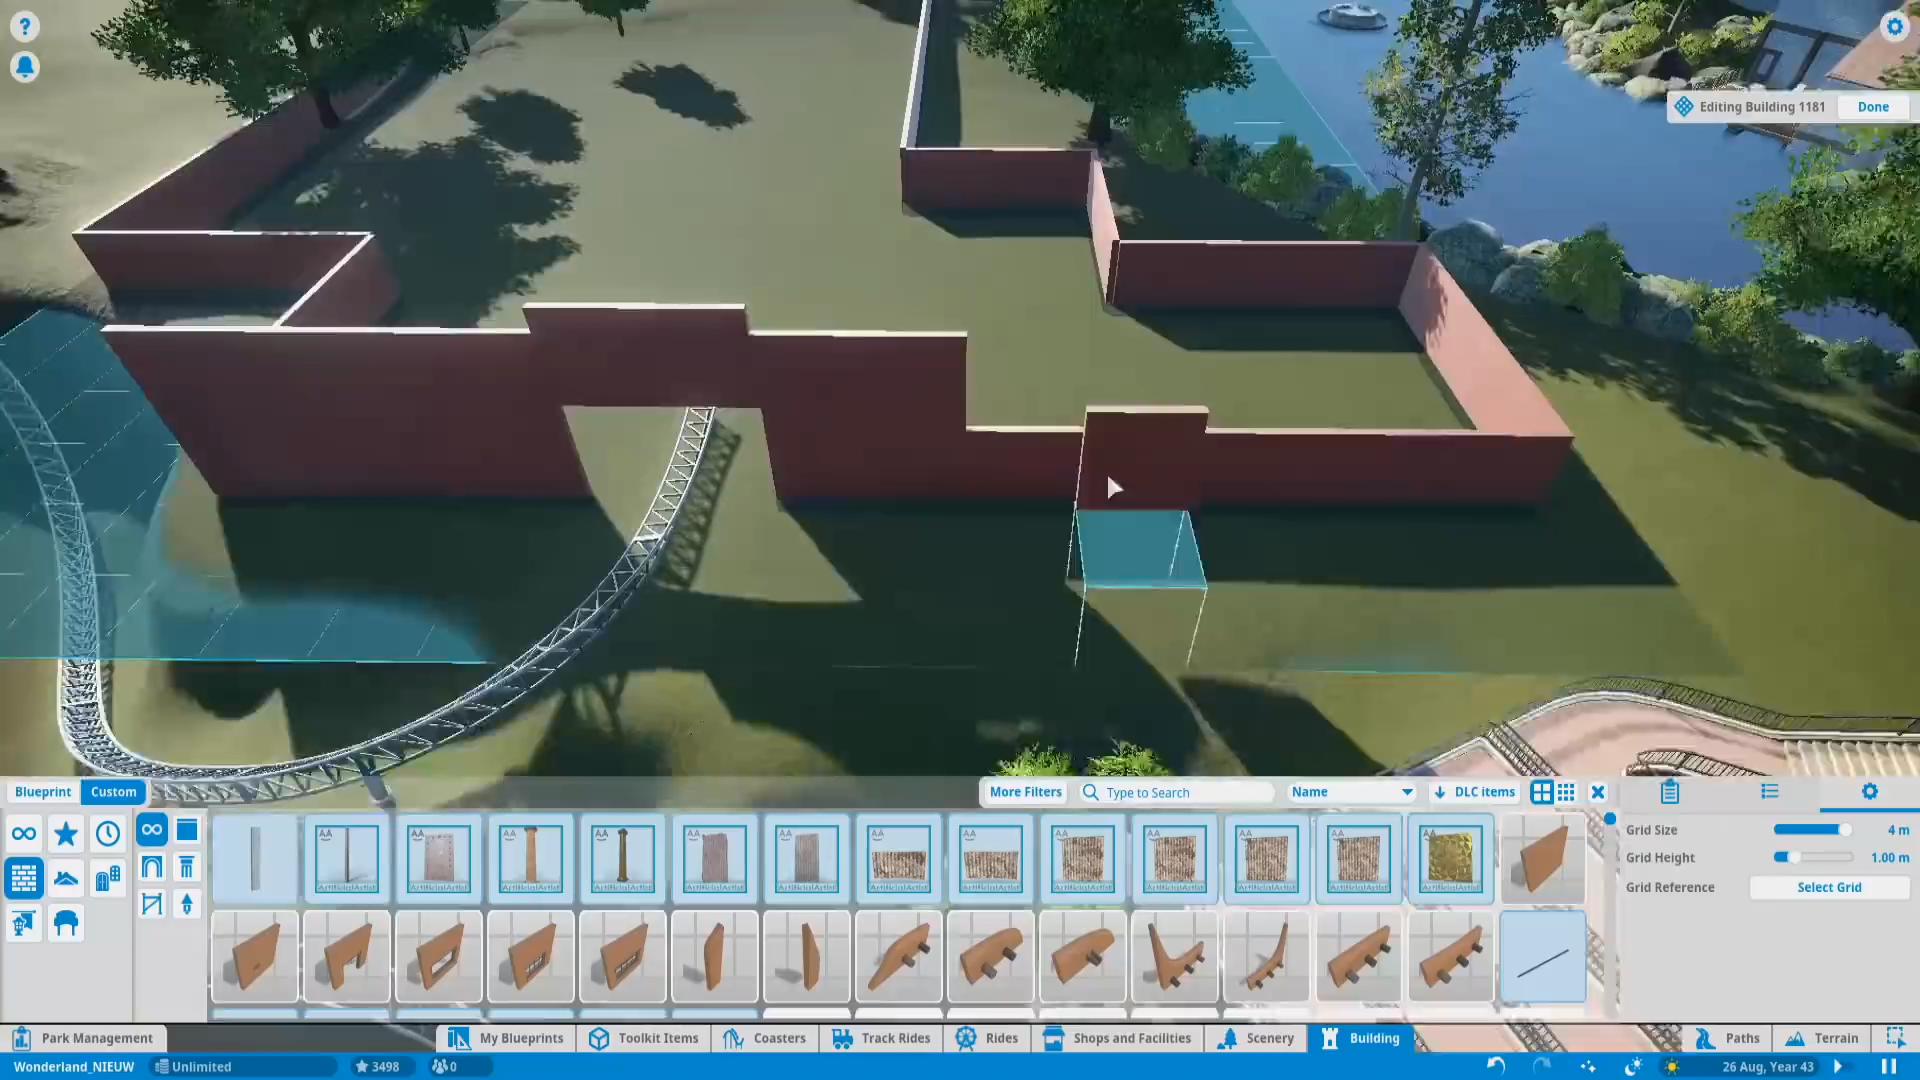 ?
Editing Building 1181 Done
Blueprint Custom More Filters Type to Search Name DLC items
Grid Size 4 m
Grid Height 1.00 m
Grid Reference Select Grid
Park Management My Blueprints Toolkit Items Coasters Track Rides Rides Shops and Facilities Scenery Building Paths Terrain
Wonderland_NIEUW Unlimited 3498 0 26 Aug, Year 43